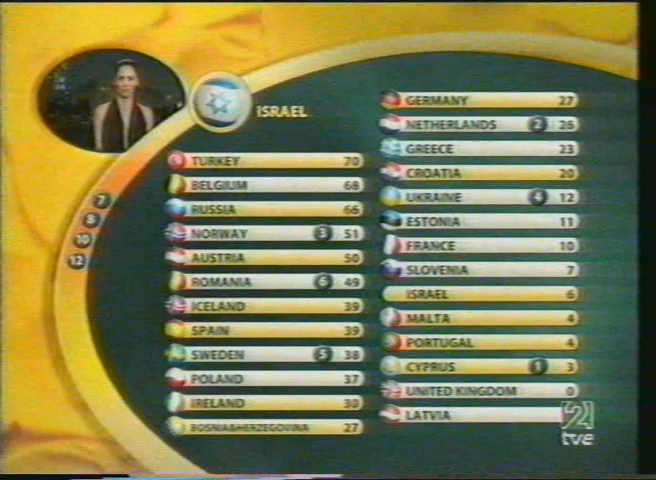 ISRAEL
7
8
10
12
TURKEY 70
BELGIUM 68
RUSSIA 66
NORWAY 3 51
AUSTRIA 50
ROMANIA 6 49
ICELAND 39
SPAIN 39
SWEDEN 5 38
POLAND 37
IRELAND 30
BOSNIA&HERZEGOVINA 27
GERMANY 27
NETHERLANDS 2 26
GREECE 23
CROATIA 20
UKRAINE 4 12
ESTONIA 11
FRANCE 10
SLOVENIA 7
ISRAEL 6
MALTA 4
PORTUGAL 4
CYPRUS 1 3
UNITED KINGDOM 0
LATVIA
2
tve